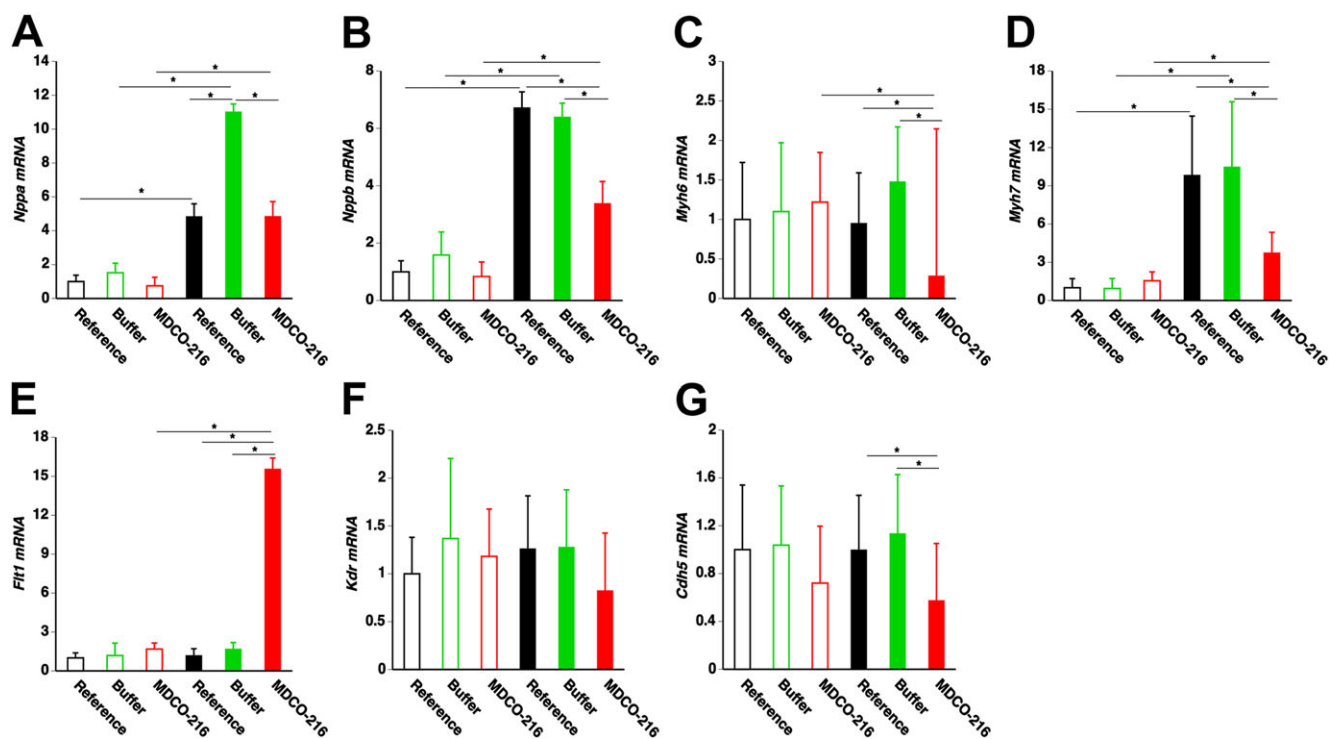 A
Nppa mRNA
14
12
10
8
6
4
2
0
*
*
*
*
*
Reference
Buffer
MDCO-216
Reference
Buffer
MDCO-216
B
Nppb mRNA
8
6
4
2
0
*
*
*
*
*
Reference
Buffer
MDCO-216
Reference
Buffer
MDCO-216
C
Myh6 mRNA
3
2.5
2
1.5
1
0.5
0
*
*
*
Reference
Buffer
MDCO-216
Reference
Buffer
MDCO-216
D
Myh7 mRNA
18
15
12
9
6
3
0
*
*
*
*
*
Reference
Buffer
MDCO-216
Reference
Buffer
MDCO-216
E
Flt1 mRNA
18
15
12
9
6
3
0
*
*
*
Reference
Buffer
MDCO-216
Reference
Buffer
MDCO-216
F
Kdr mRNA
2.5
2
1.5
1
0.5
0
Reference
Buffer
MDCO-216
Reference
Buffer
MDCO-216
G
Cdh5 mRNA
2
1.6
1.2
0.8
0.4
0
*
*
Reference
Buffer
MDCO-216
Reference
Buffer
MDCO-216